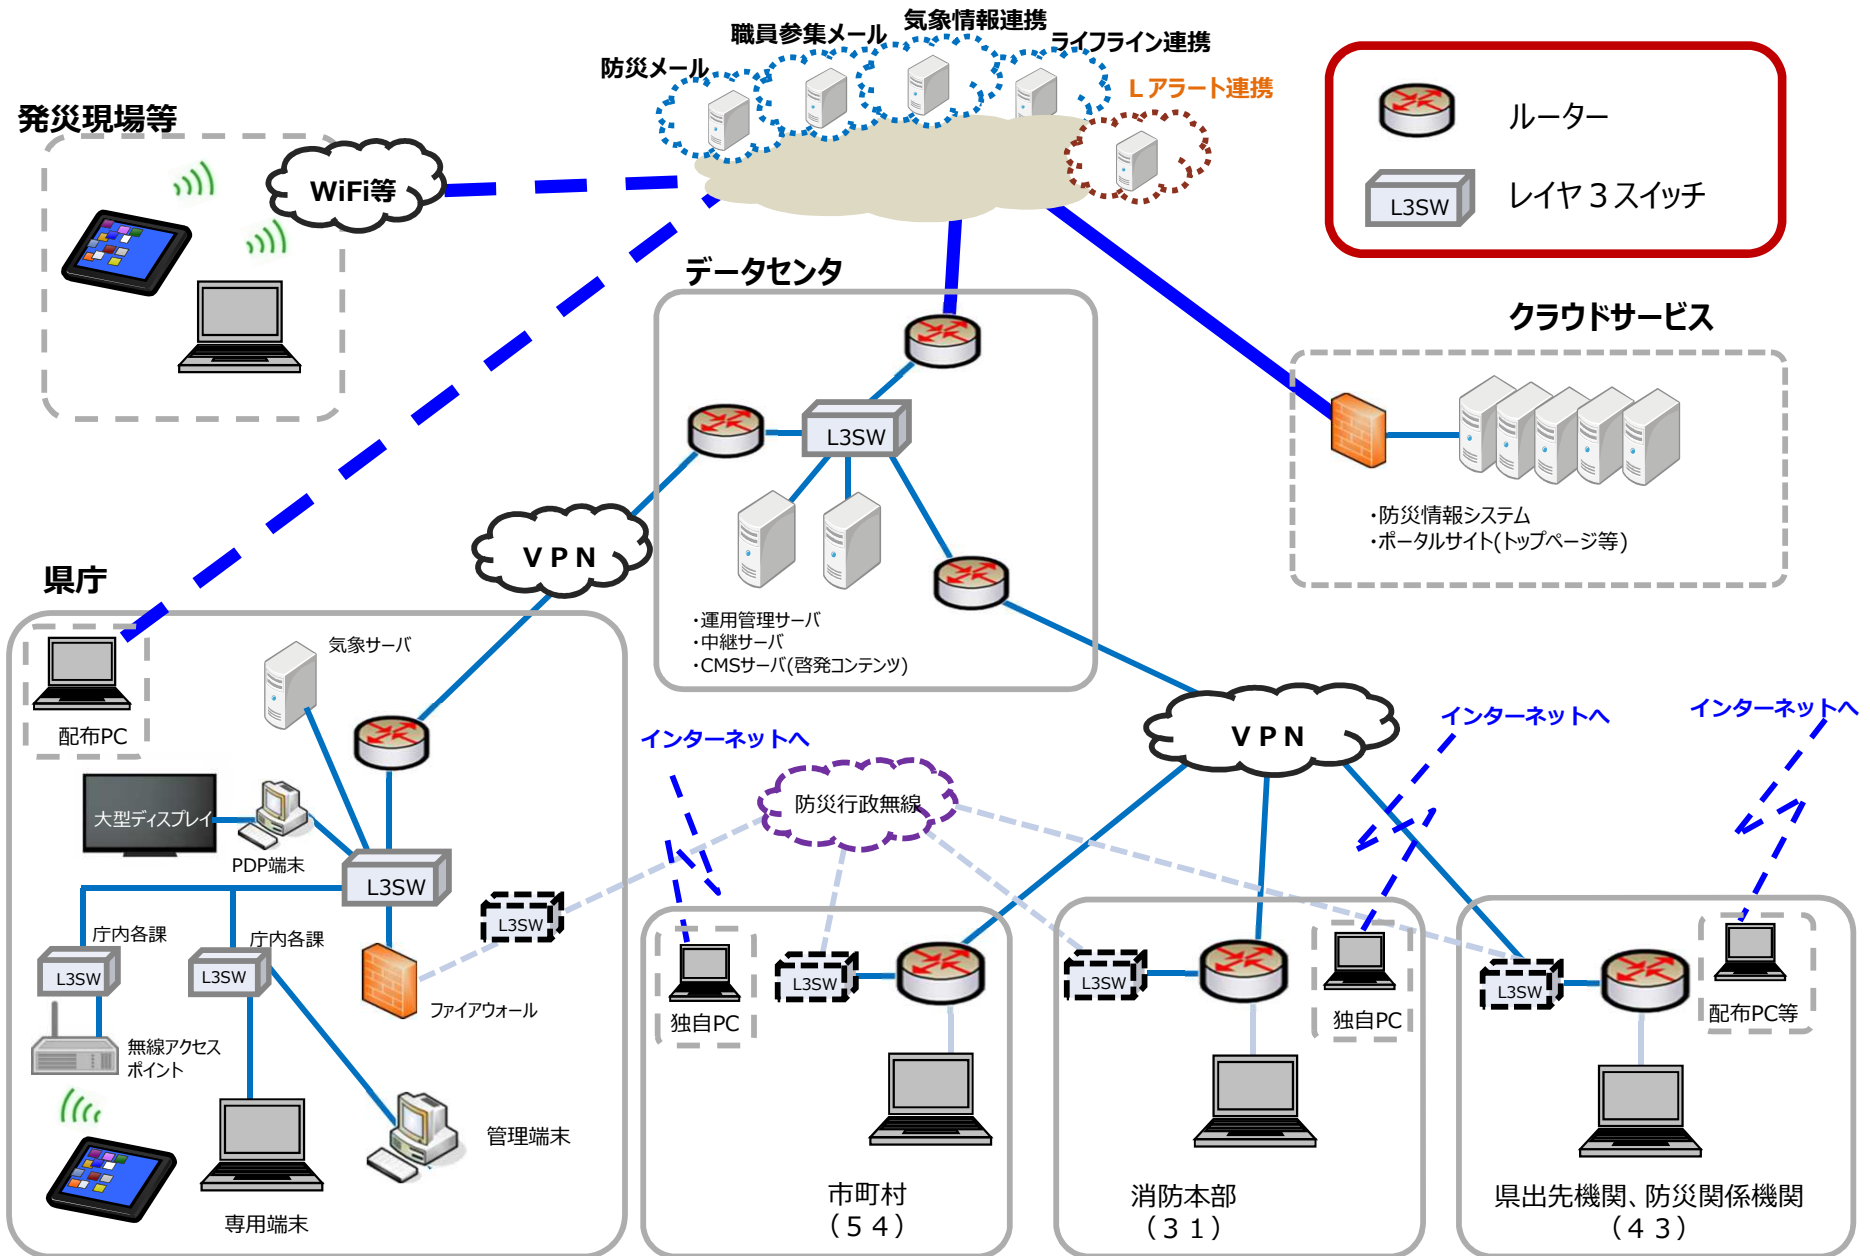 防災メール
職員参集メール
気象情報連携
ライフライン連携
Lアラート連携
ルーター
L3SW
レイヤ3スイッチ
発災現場等
WiFi等
データセンタ
L3SW
・運用管理サーバ
・中継サーバ
・CMSサーバ(啓発コンテンツ)
クラウドサービス
・防災情報システム
・ポータルサイト(トップページ等)
VPN
県庁
配布PC
気象サーバ
大型ディスプレイ
PDP端末
L3SW
庁内各課
L3SW
庁内各課
L3SW
無線アクセス
ポイント
ファイアウォール
L3SW
専用端末
管理端末
防災行政無線
VPN
インターネットへ
独自PC
L3SW
市町村
(54)
インターネットへ
L3SW
独自PC
消防本部
(31)
インターネットへ
L3SW
配布PC等
県出先機関、防災関係機関
(43)